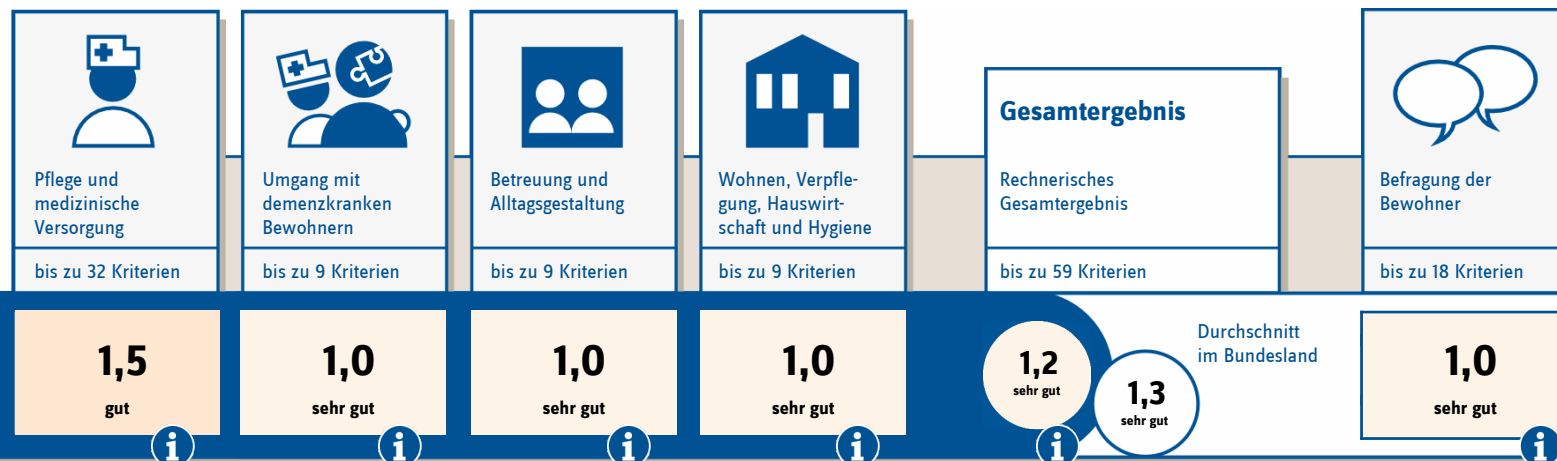 Pflege und
medizinische
Versorgung
bis zu 32 Kriterien
1,5
gut
i
Umgang mit
demenzkranken
Bewohnern
bis zu 9 Kriterien
1,0
sehr gut
i
Betreuung und
Alltagsgestaltung
bis zu 9 Kriterien
1,0
sehr gut
i
Wohnen, Verpfle-
gung, Hauswirt-
schaft und Hygiene
bis zu 9 Kriterien
1,0
sehr gut
i
Gesamtergebnis
Rechnerisches
Gesamtergebnis
bis zu 59 Kriterien
1,2
sehr gut
i
1,3
sehr gut
Durchschnitt
im Bundesland
Befragung der
Bewohner
bis zu 18 Kriterien
1,0
sehr gut
i